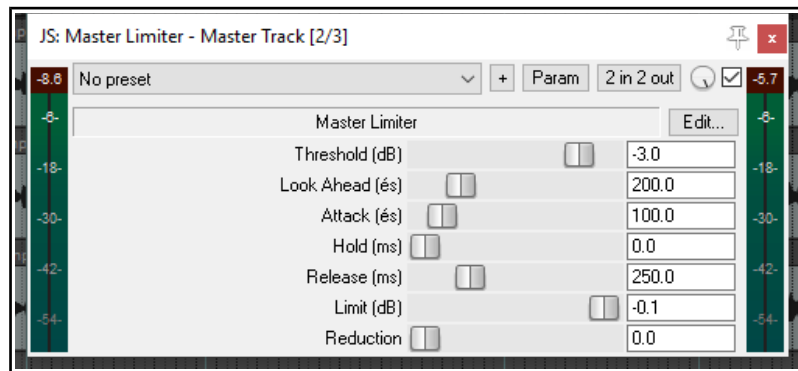 JS: Master Limiter - Master Track [2/3]
x
-8.6 No preset + Param 2 in 2 out -5.7
-6- Master Limiter Edit... -6-
Threshold (dB) -3.0
-18- Look Ahead (és) 200.0 -18-
Attack (és) 100.0
-30- Hold (ms) 0.0 -30-
-42- Release (ms) 250.0 -42-
Limit (dB) -0.1
-54- Reduction 0.0 -54-